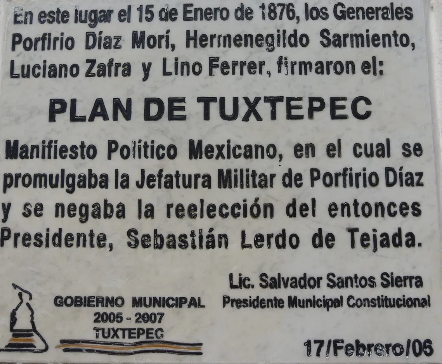 En este lugar el 15 de Enero de 1876, los Generales
Porfirio Díaz Morí, Hermenegildo Sarmiento,
Luciano Zafra y Lino Ferrer, firmaron el:
PLAN DE TUXTEPEC
Manifiesto Politico Mexicano, en el cual se
promulgaba la Jefatura Militar de Porfirio Díaz
y se negaba la reelección del entonces
Presidente, Sebastián Lerdo de Tejada.
Lic. Salvador Santos Sierra
Presidente Municipal Constitucional
GOBIERNO MUNICIPAL
2005 - 2007
TUXTEPEC
17/Febrero/06